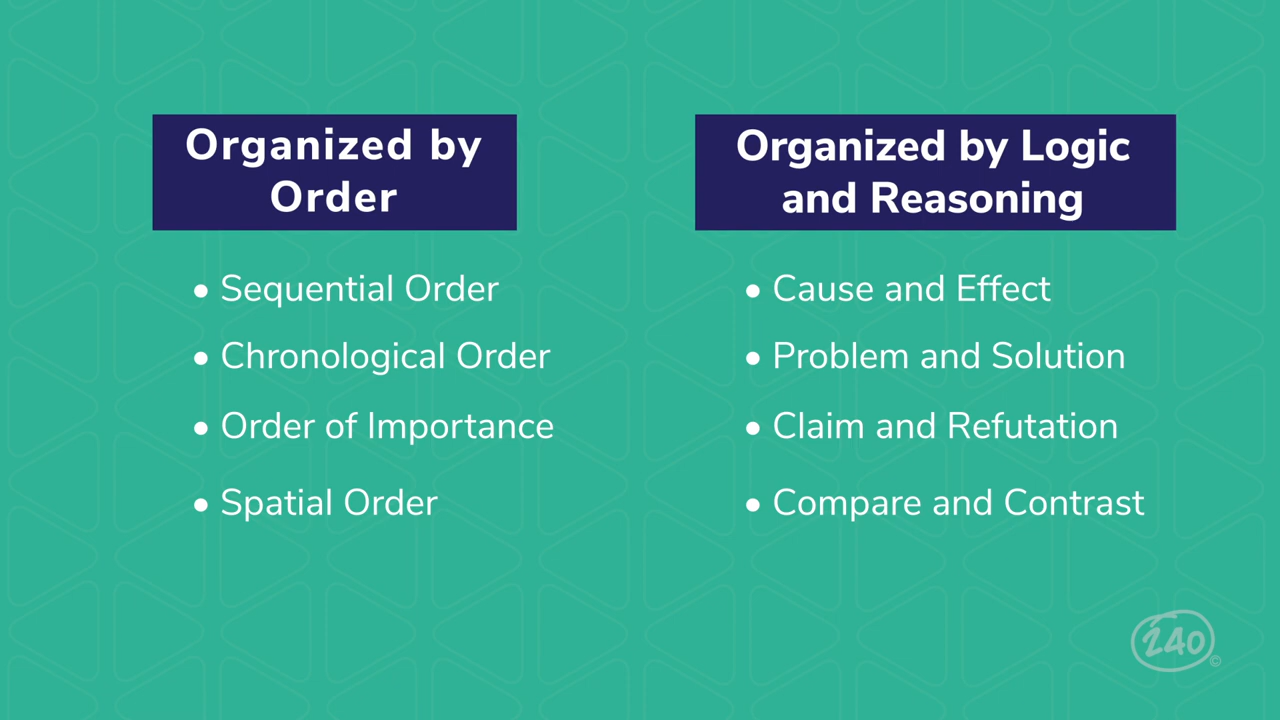 Organized by
Order
• Sequential Order
• Chronological Order
• Order of Importance
• Spatial Order
Organized by Logic
and Reasoning
• Cause and Effect
• Problem and Solution
• Claim and Refutation
• Compare and Contrast
240
©